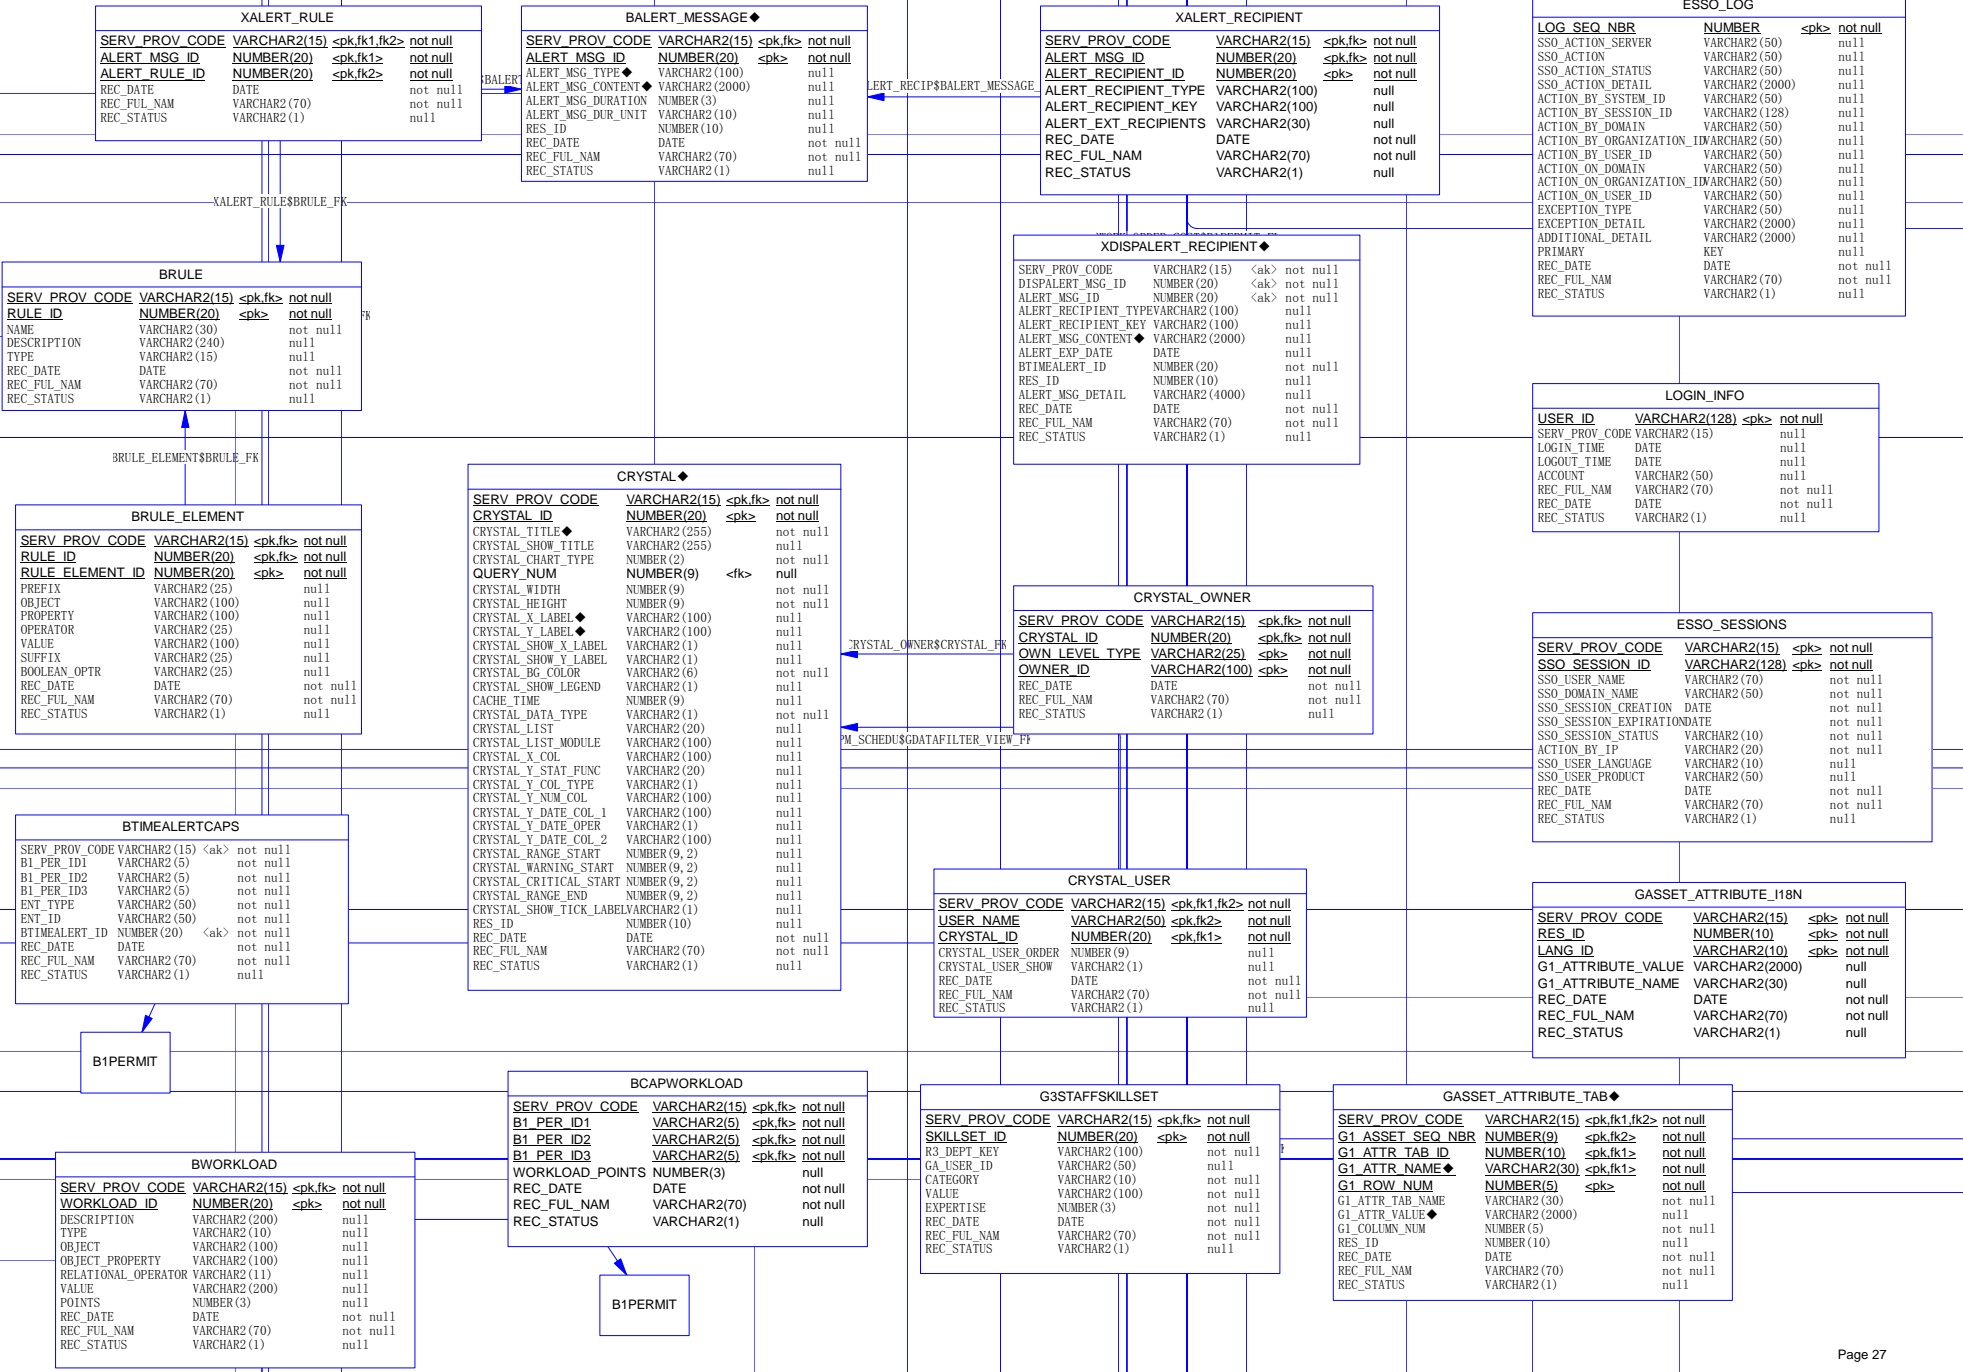 XALERT_RULE
SERV_PROV_CODE VARCHAR2(15) <pk,fk1,fk2> not null
ALERT_MSG_ID NUMBER(20) <pk,fk1> not null
ALERT_RULE_ID NUMBER(20) <pk,fk2> not null
REC_DATE DATE not null
REC_FUL_NAM VARCHAR2(70) not null
REC_STATUS VARCHAR2(1) null
BALERT_MESSAGE◆
SERV_PROV_CODE VARCHAR2(15) <pk,fk> not null
ALERT_MSG_ID NUMBER(20) <pk> not null
ALERT_MSG_TYPE◆ VARCHAR2(100) null
ALERT_MSG_CONTENT◆ VARCHAR2(2000) null
ALERT_MSG_DURATION NUMBER(3) null
ALERT_MSG_DUR_UNIT VARCHAR2(10) null
RES_ID NUMBER(10) null
REC_DATE DATE not null
REC_FUL_NAM VARCHAR2(70) not null
REC_STATUS VARCHAR2(1) null
XALERT_RECIPIENT
SERV_PROV_CODE VARCHAR2(15) <pk,fk> not null
ALERT_MSG_ID NUMBER(20) <pk,fk> not null
ALERT_RECIPIENT_ID NUMBER(20) <pk> not null
ALERT_RECIPIENT_TYPE VARCHAR2(100) null
ALERT_RECIPIENT_KEY VARCHAR2(100) null
ALERT_EXT_RECIPIENTS VARCHAR2(30) null
REC_DATE DATE not null
REC_FUL_NAM VARCHAR2(70) not null
REC_STATUS VARCHAR2(1) null
ESSO_LOG
LOG_SEQ_NBR NUMBER <pk> not null
SSO_ACTION_SERVER VARCHAR2(50) null
SSO_ACTION VARCHAR2(50) null
SSO_ACTION_STATUS VARCHAR2(50) null
SSO_ACTION_DETAIL VARCHAR2(2000) null
ACTION_BY_SYSTEM_ID VARCHAR2(50) null
ACTION_BY_SESSION_ID VARCHAR2(128) null
ACTION_BY_DOMAIN VARCHAR2(50) null
ACTION_BY_ORGANIZATION_ID VARCHAR2(50) null
ACTION_BY_USER_ID VARCHAR2(50) null
ACTION_ON_DOMAIN VARCHAR2(50) null
ACTION_ON_ORGANIZATION_ID VARCHAR2(50) null
ACTION_ON_USER_ID VARCHAR2(50) null
EXCEPTION_TYPE VARCHAR2(50) null
EXCEPTION_DETAIL VARCHAR2(2000) null
ADDITIONAL_DETAIL VARCHAR2(2000) null
PRIMARY KEY null
REC_DATE DATE not null
REC_FUL_NAM VARCHAR2(70) not null
REC_STATUS VARCHAR2(1) null
$BALERT
ALERT_RECIP$BALERT_MESSAGE_
XALERT_RULE$BRULE_FK
BRULE
SERV_PROV_CODE VARCHAR2(15) <pk,fk> not null
RULE_ID NUMBER(20) <pk> not null
NAME VARCHAR2(30) not null
DESCRIPTION VARCHAR2(240) null
TYPE VARCHAR2(15) null
REC_DATE DATE not null
REC_FUL_NAM VARCHAR2(70) not null
REC_STATUS VARCHAR2(1) null
FK
XDISPALERT_RECIPIENT◆
SERV_PROV_CODE VARCHAR2(15) <ak> not null
DISPALERT_MSG_ID NUMBER(20) <ak> not null
ALERT_MSG_ID NUMBER(20) <ak> not null
ALERT_RECIPIENT_TYPE VARCHAR2(100) null
ALERT_RECIPIENT_KEY VARCHAR2(100) null
ALERT_MSG_CONTENT◆ VARCHAR2(2000) null
ALERT_EXP_DATE DATE null
BTIMEALERT_ID NUMBER(20) not null
RES_ID NUMBER(10) null
ALERT_MSG_DETAIL VARCHAR2(4000) null
REC_DATE DATE not null
REC_FUL_NAM VARCHAR2(70) not null
REC_STATUS VARCHAR2(1) null
LOGIN_INFO
USER_ID VARCHAR2(128) <pk> not null
SERV_PROV_CODE VARCHAR2(15) null
LOGIN_TIME DATE null
LOGOUT_TIME DATE null
ACCOUNT VARCHAR2(50) null
REC_FUL_NAM VARCHAR2(70) not null
REC_DATE DATE not null
REC_STATUS VARCHAR2(1) null
BRULE_ELEMENT$BRULE_FK
BRULE_ELEMENT
SERV_PROV_CODE VARCHAR2(15) <pk,fk> not null
RULE_ID NUMBER(20) <pk,fk> not null
RULE_ELEMENT_ID NUMBER(20) <pk> not null
PREFIX VARCHAR2(25) null
OBJECT VARCHAR2(100) null
PROPERTY VARCHAR2(100) null
OPERATOR VARCHAR2(25) null
VALUE VARCHAR2(100) null
SUFFIX VARCHAR2(25) null
BOOLEAN_OPTR VARCHAR2(25) null
REC_DATE DATE not null
REC_FUL_NAM VARCHAR2(70) not null
REC_STATUS VARCHAR2(1) null
CRYSTAL◆
SERV_PROV_CODE VARCHAR2(15) <pk,fk> not null
CRYSTAL_ID NUMBER(20) <pk> not null
CRYSTAL_TITLE◆ VARCHAR2(255) not null
CRYSTAL_SHOW_TITLE VARCHAR2(255) null
CRYSTAL_CHART_TYPE NUMBER(2) not null
QUERY_NUM NUMBER(9) <fk> null
CRYSTAL_WIDTH NUMBER(9) not null
CRYSTAL_HEIGHT NUMBER(9) not null
CRYSTAL_X_LABEL◆ VARCHAR2(100) null
CRYSTAL_Y_LABEL◆ VARCHAR2(100) null
CRYSTAL_SHOW_X_LABEL VARCHAR2(1) null
CRYSTAL_SHOW_Y_LABEL VARCHAR2(1) null
CRYSTAL_BG_COLOR VARCHAR2(6) not null
CRYSTAL_SHOW_LEGEND VARCHAR2(1) null
CACHE_TIME NUMBER(9) null
CRYSTAL_DATA_TYPE VARCHAR2(1) not null
CRYSTAL_LIST VARCHAR2(20) null
CRYSTAL_LIST_MODULE VARCHAR2(100) null
CRYSTAL_X_COL VARCHAR2(100) null
CRYSTAL_Y_STAT_FUNC VARCHAR2(20) null
CRYSTAL_Y_COL_TYPE VARCHAR2(1) null
CRYSTAL_Y_NUM_COL VARCHAR2(100) null
CRYSTAL_Y_DATE_COL_1 VARCHAR2(100) null
CRYSTAL_Y_DATE_OPER VARCHAR2(1) null
CRYSTAL_Y_DATE_COL_2 VARCHAR2(100) null
CRYSTAL_RANGE_START NUMBER(9,2) null
CRYSTAL_WARNING_START NUMBER(9,2) null
CRYSTAL_CRITICAL_START NUMBER(9,2) null
CRYSTAL_RANGE_END NUMBER(9,2) null
CRYSTAL_SHOW_TICK_LABEL VARCHAR2(1) null
RES_ID NUMBER(10) null
REC_DATE DATE not null
REC_FUL_NAM VARCHAR2(70) not null
REC_STATUS VARCHAR2(1) null
CRYSTAL_OWNER$CRYSTAL_FK
PM_SCHEDU$GDATAFILTER_VIEW_FK
CRYSTAL_OWNER
SERV_PROV_CODE VARCHAR2(15) <pk,fk> not null
CRYSTAL_ID NUMBER(20) <pk,fk> not null
OWN_LEVEL_TYPE VARCHAR2(25) <pk> not null
OWNER_ID VARCHAR2(100) <pk> not null
REC_DATE DATE not null
REC_FUL_NAM VARCHAR2(70) not null
REC_STATUS VARCHAR2(1) null
ESSO_SESSIONS
SERV_PROV_CODE VARCHAR2(15) <pk> not null
SSO_SESSION_ID VARCHAR2(128) <pk> not null
SSO_USER_NAME VARCHAR2(70) not null
SSO_DOMAIN_NAME VARCHAR2(50) not null
SSO_SESSION_CREATION DATE not null
SSO_SESSION_EXPIRATION DATE not null
SSO_SESSION_STATUS VARCHAR2(10) not null
ACTION_BY_IP VARCHAR2(20) not null
SSO_USER_LANGUAGE VARCHAR2(10) null
SSO_USER_PRODUCT VARCHAR2(50) null
REC_DATE DATE not null
REC_FUL_NAM VARCHAR2(70) not null
REC_STATUS VARCHAR2(1) null
BTIMEALERTCAPS
SERV_PROV_CODE VARCHAR2(15) <ak> not null
B1_PER_ID1 VARCHAR2(5) not null
B1_PER_ID2 VARCHAR2(5) not null
B1_PER_ID3 VARCHAR2(5) not null
ENT_TYPE VARCHAR2(50) not null
ENT_ID VARCHAR2(50) not null
BTIMEALERT_ID NUMBER(20) <ak> not null
REC_DATE DATE not null
REC_FUL_NAM VARCHAR2(70) not null
REC_STATUS VARCHAR2(1) null
B1PERMIT
CRYSTAL_USER
SERV_PROV_CODE VARCHAR2(15) <pk,fk1,fk2> not null
USER_NAME VARCHAR2(50) <pk,fk2> not null
CRYSTAL_ID NUMBER(20) <pk,fk1> not null
CRYSTAL_USER_ORDER NUMBER(9) null
CRYSTAL_USER_SHOW VARCHAR2(1) null
REC_DATE DATE not null
REC_FUL_NAM VARCHAR2(70) not null
REC_STATUS VARCHAR2(1) null
GASSET_ATTRIBUTE_I18N
SERV_PROV_CODE VARCHAR2(15) <pk> not null
RES_ID NUMBER(10) <pk> not null
LANG_ID VARCHAR2(10) <pk> not null
G1_ATTRIBUTE_VALUE VARCHAR2(2000) null
G1_ATTRIBUTE_NAME VARCHAR2(30) null
REC_DATE DATE not null
REC_FUL_NAM VARCHAR2(70) not null
REC_STATUS VARCHAR2(1) null
BWORKLOAD
SERV_PROV_CODE VARCHAR2(15) <pk,fk> not null
WORKLOAD_ID NUMBER(20) <pk> not null
DESCRIPTION VARCHAR2(200) null
TYPE VARCHAR2(10) null
OBJECT VARCHAR2(100) null
OBJECT_PROPERTY VARCHAR2(100) null
RELATIONAL_OPERATOR VARCHAR2(11) null
VALUE VARCHAR2(200) null
POINTS NUMBER(3) null
REC_DATE DATE not null
REC_FUL_NAM VARCHAR2(70) not null
REC_STATUS VARCHAR2(1) null
BCAPWORKLOAD
SERV_PROV_CODE VARCHAR2(15) <pk,fk> not null
B1_PER_ID1 VARCHAR2(5) <pk,fk> not null
B1_PER_ID2 VARCHAR2(5) <pk,fk> not null
B1_PER_ID3 VARCHAR2(5) <pk,fk> not null
WORKLOAD_POINTS NUMBER(3) null
REC_DATE DATE not null
REC_FUL_NAM VARCHAR2(70) not null
REC_STATUS VARCHAR2(1) null
B1PERMIT
G3STAFFSKILLSET
SERV_PROV_CODE VARCHAR2(15) <pk,fk> not null
SKILLSET_ID NUMBER(20) <pk> not null
R3_DEPT_KEY VARCHAR2(100) not null
GA_USER_ID VARCHAR2(50) null
CATEGORY VARCHAR2(10) not null
VALUE VARCHAR2(100) not null
EXPERTISE NUMBER(3) not null
REC_DATE DATE not null
REC_FUL_NAM VARCHAR2(70) not null
REC_STATUS VARCHAR2(1) null
GASSET_ATTRIBUTE_TAB◆
SERV_PROV_CODE VARCHAR2(15) <pk,fk1,fk2> not null
G1_ASSET_SEQ_NBR NUMBER(9) <pk,fk2> not null
G1_ATTR_TAB_ID NUMBER(10) <pk,fk1> not null
G1_ATTR_NAME◆ VARCHAR2(30) <pk,fk1> not null
G1_ROW_NUM NUMBER(5) <pk> not null
G1_ATTR_TAB_NAME VARCHAR2(30) not null
G1_ATTR_VALUE◆ VARCHAR2(2000) null
G1_COLUMN_NUM NUMBER(5) not null
RES_ID NUMBER(10) null
REC_DATE DATE not null
REC_FUL_NAM VARCHAR2(70) not null
REC_STATUS VARCHAR2(1) null
Page 27